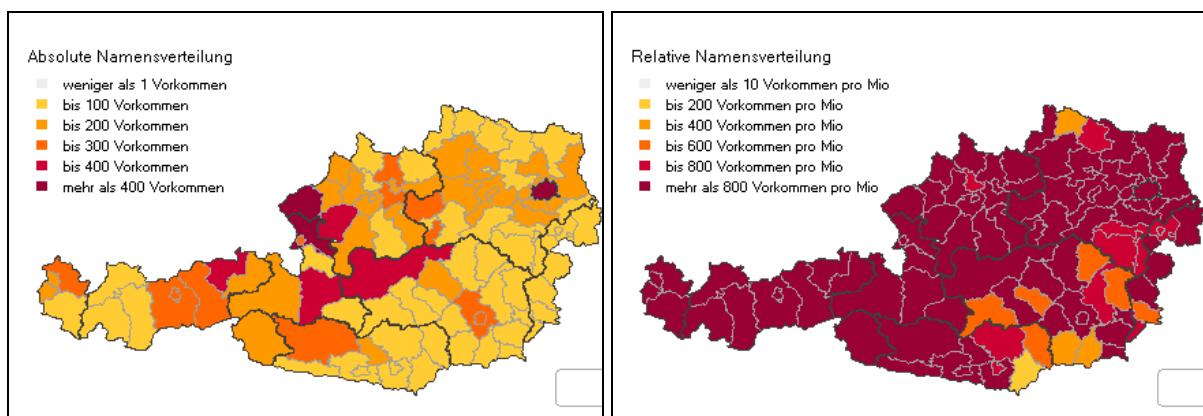 Absolute Namensverteilung
weniger als 1 Vorkommen
bis 100 Vorkommen
bis 200 Vorkommen
bis 300 Vorkommen
bis 400 Vorkommen
mehr als 400 Vorkommen
Relative Namensverteilung
weniger als 10 Vorkommen pro Mio
bis 200 Vorkommen pro Mio
bis 400 Vorkommen pro Mio
bis 600 Vorkommen pro Mio
bis 800 Vorkommen pro Mio
mehr als 800 Vorkommen pro Mio